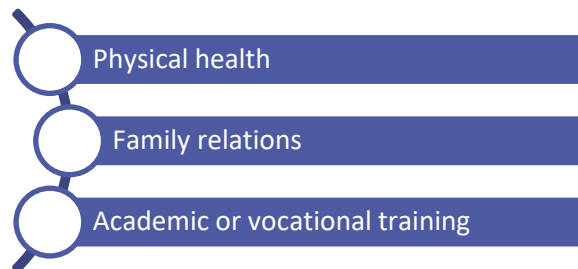 Physical health
Family relations
Academic or vocational training